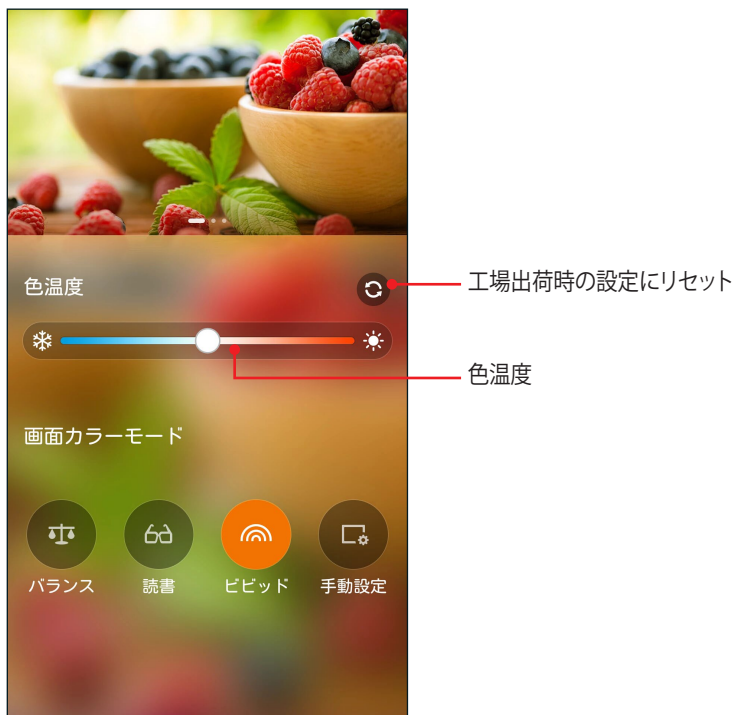 色温度
工場出荷時の設定にリセット
色温度
画面カラーモード
バランス
読書
ビビッド
手動設定